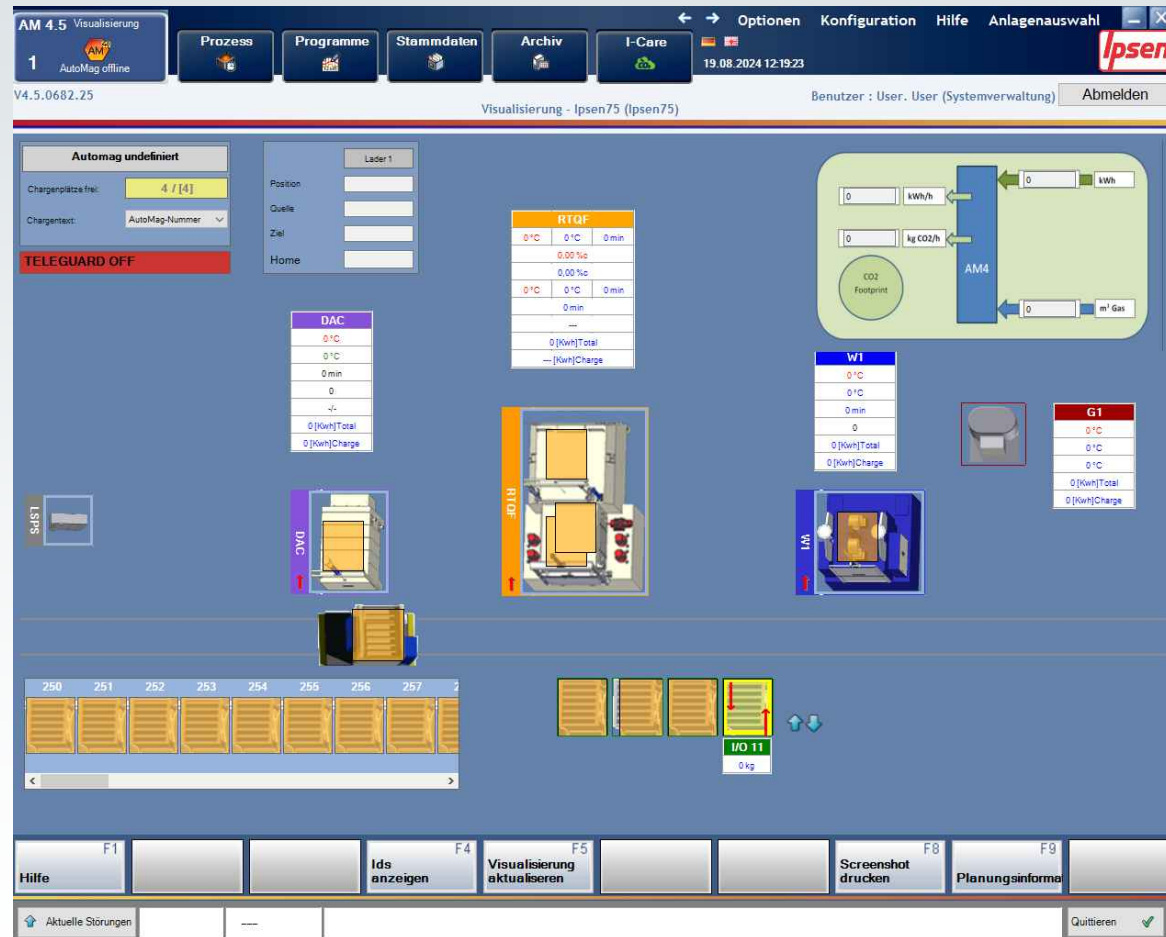 AM 4.5 Visualisierung
AM
1 AutoMag offline
Prozess
Programme
Stammdaten
Archiv
I-Care
← → Optionen Konfiguration Hilfe Anlagenauswahl
19.08.2024 12:19:23
Ipsen
V4.5.0682.25
Visualisierung - Ipsen75 (Ipsen75)
Benutzer : User. User (Systemverwaltung)
Abmelden
Automag undefiniert
Chargenplätze frei: 4 / [4]
Chargentext: AutoMag-Nummer
TELEGUARD OFF
Lader 1
Position
Quelle
Ziel
Home
RTQF
0 °C 0 °C 0 min
0,00 %c
0,00 %c
0 °C 0 °C 0 min
0 min
---
0 [Kwh]Total
--- [Kwh]Charge
0 kWh/h
0 kg CO2/h
CO2
Footprint
AM4
0 kWh
0 m³ Gas
DAC
0 °C
0 °C
0 min
0
-/-
0 [Kwh]Total
0 [Kwh]Charge
W1
0 °C
0 °C
0 min
0
0 [Kwh]Total
0 [Kwh]Charge
G1
0 °C
0 °C
0 °C
0 [Kwh]Total
0 [Kwh]Charge
LSPS
DAC
RTQF
W1
250 251 252 253 254 255 256 257
I/O 11
0 kg
F1
Hilfe
F4
Ids
anzeigen
F5
Visualisierung
aktualiseren
F8
Screenshot
drucken
F9
Planungsinforma
Aktuelle Störungen
---
Quittieren